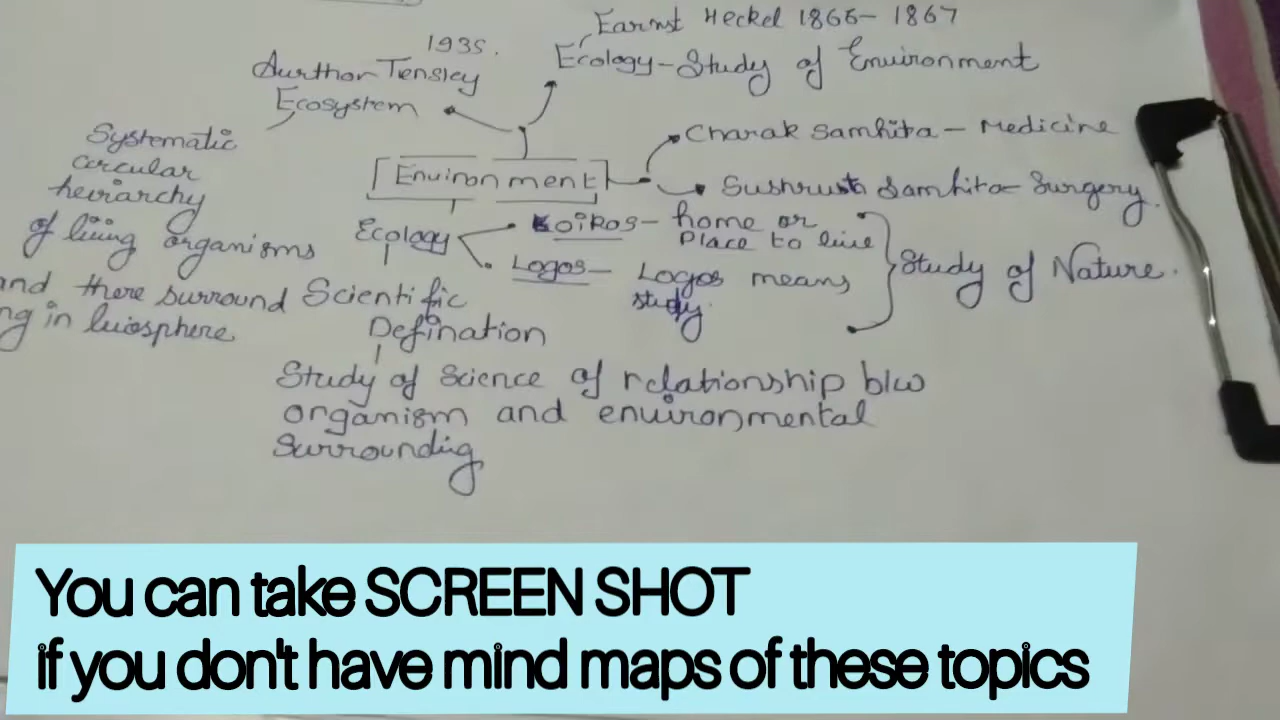 Earnst Heckel 1866- 1867
Ecology-Study of Environment
1935.
Aurthor Tensley
Ecosystem
Systematic
circular
heirarchy
of living organisms
and there surround
ng in biosphere
Environment
Charak Samhita - Medicine
Sushruta Samhita- Surgery.
Ecology
OiKOS- home or
Place to live
Logos- Logos means
study.
Study of Nature.
Scientific
Defination
Study of Science of relationship b/w
organism and environmental
Surrounding
You can take SCREEN SHOT
if you don't have mind maps of these topics